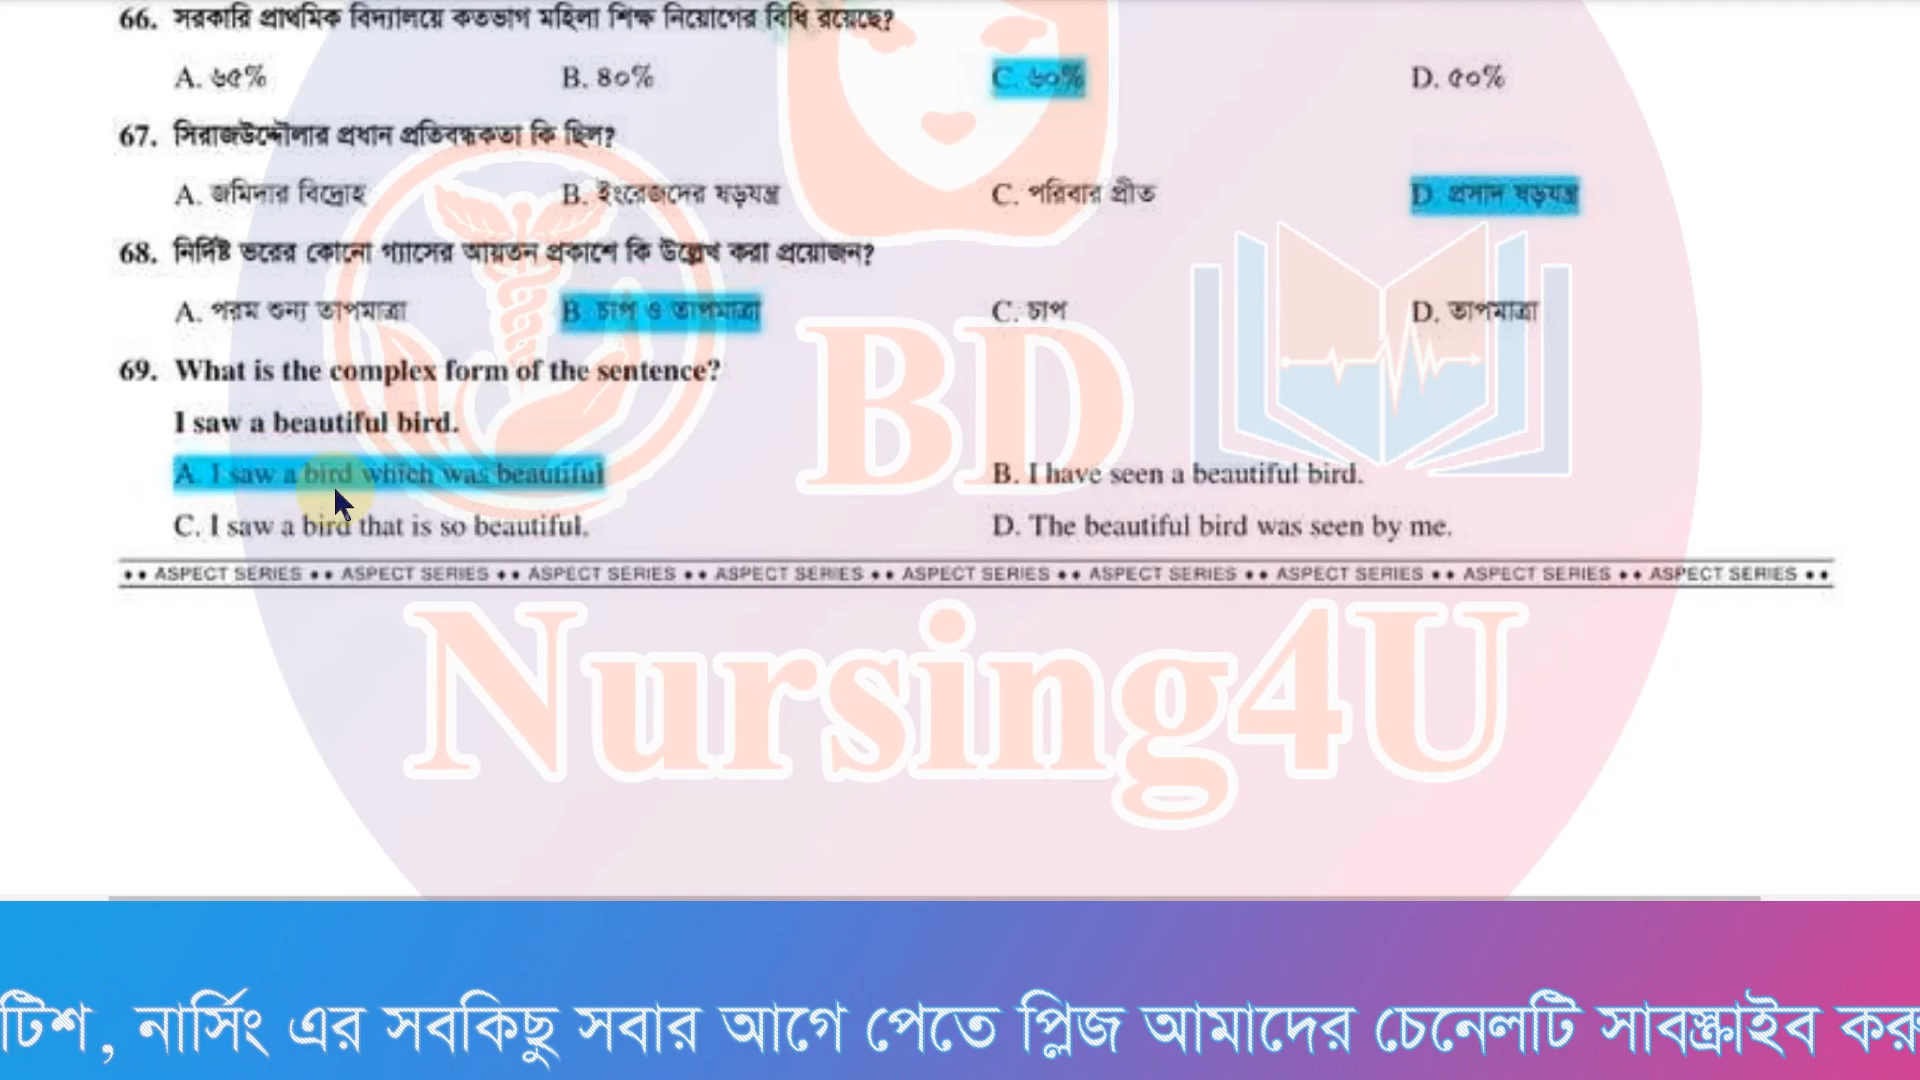 66. সরকারি প্রাথমিক বিদ্যালয়ে কতভাগ মহিলা শিক্ষ নিয়োগের বিধি রয়েছে?
A. ৬৫% B. ৪০% C. ৬০% D. ৫০%
67. সিরাজউদ্দৌলার প্রধান প্রতিবন্ধকতা কি ছিল?
A. জমিদার বিদ্রোহ B. ইংরেজদের ষড়যন্ত্র C. পরিবার প্রীত D. প্রসাদ ষড়যন্ত্র
68. নির্দিষ্ট ভরের কোনো গ্যাসের আয়তন প্রকাশে কি উল্লেখ করা প্রয়োজন?
A. পরম শুন্য তাপমাত্রা B. চাপ ও তাপমাত্রা C. চাপ D. তাপমাত্রা
69. What is the complex form of the sentence?
I saw a beautiful bird.
A. I saw a bird which was beautiful B. I have seen a beautiful bird.
C. I saw a bird that is so beautiful. D. The beautiful bird was seen by me.
•• ASPECT SERIES •• ASPECT SERIES •• ASPECT SERIES •• ASPECT SERIES •• ASPECT SERIES •• ASPECT SERIES •• ASPECT SERIES •• ASPECT SERIES •• ASPECT SERIES ••
BD
Nursing4U
টিশ, নার্সিং এর সবকিছু সবার আগে পেতে প্লিজ আমাদের চেনেলটি সাবস্ক্রাইব করু